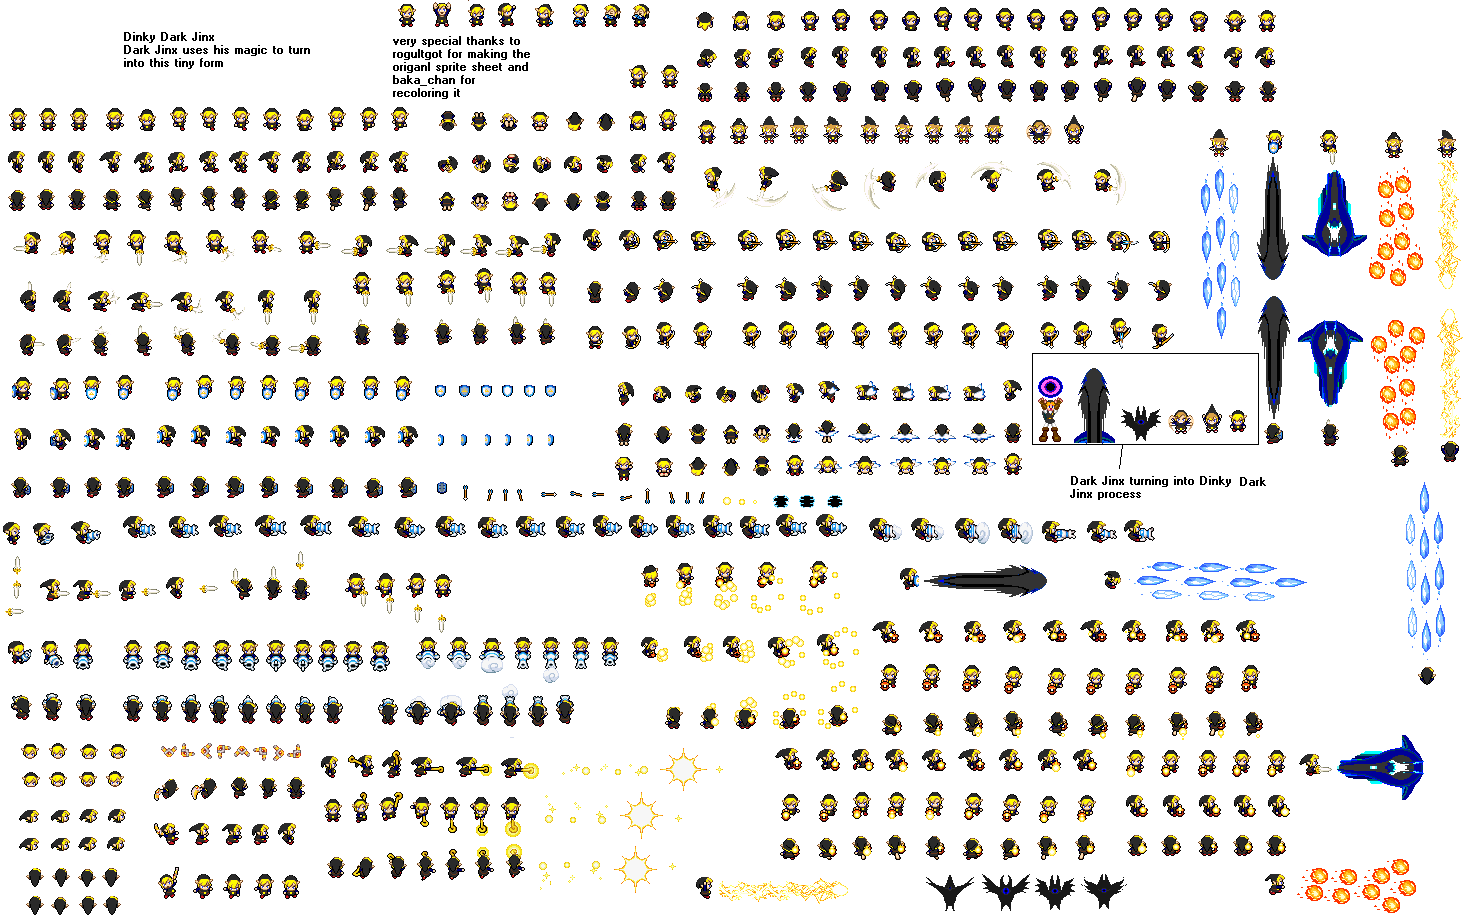 Dinky Dark Jinx
Dark Jinx uses his magic to turn
into this tiny form
very special thanks to
rogultgot for making the
origanl sprite sheet and
baka_chan for
recoloring it
Dark Jinx turning into Dinky Dark
Jinx process